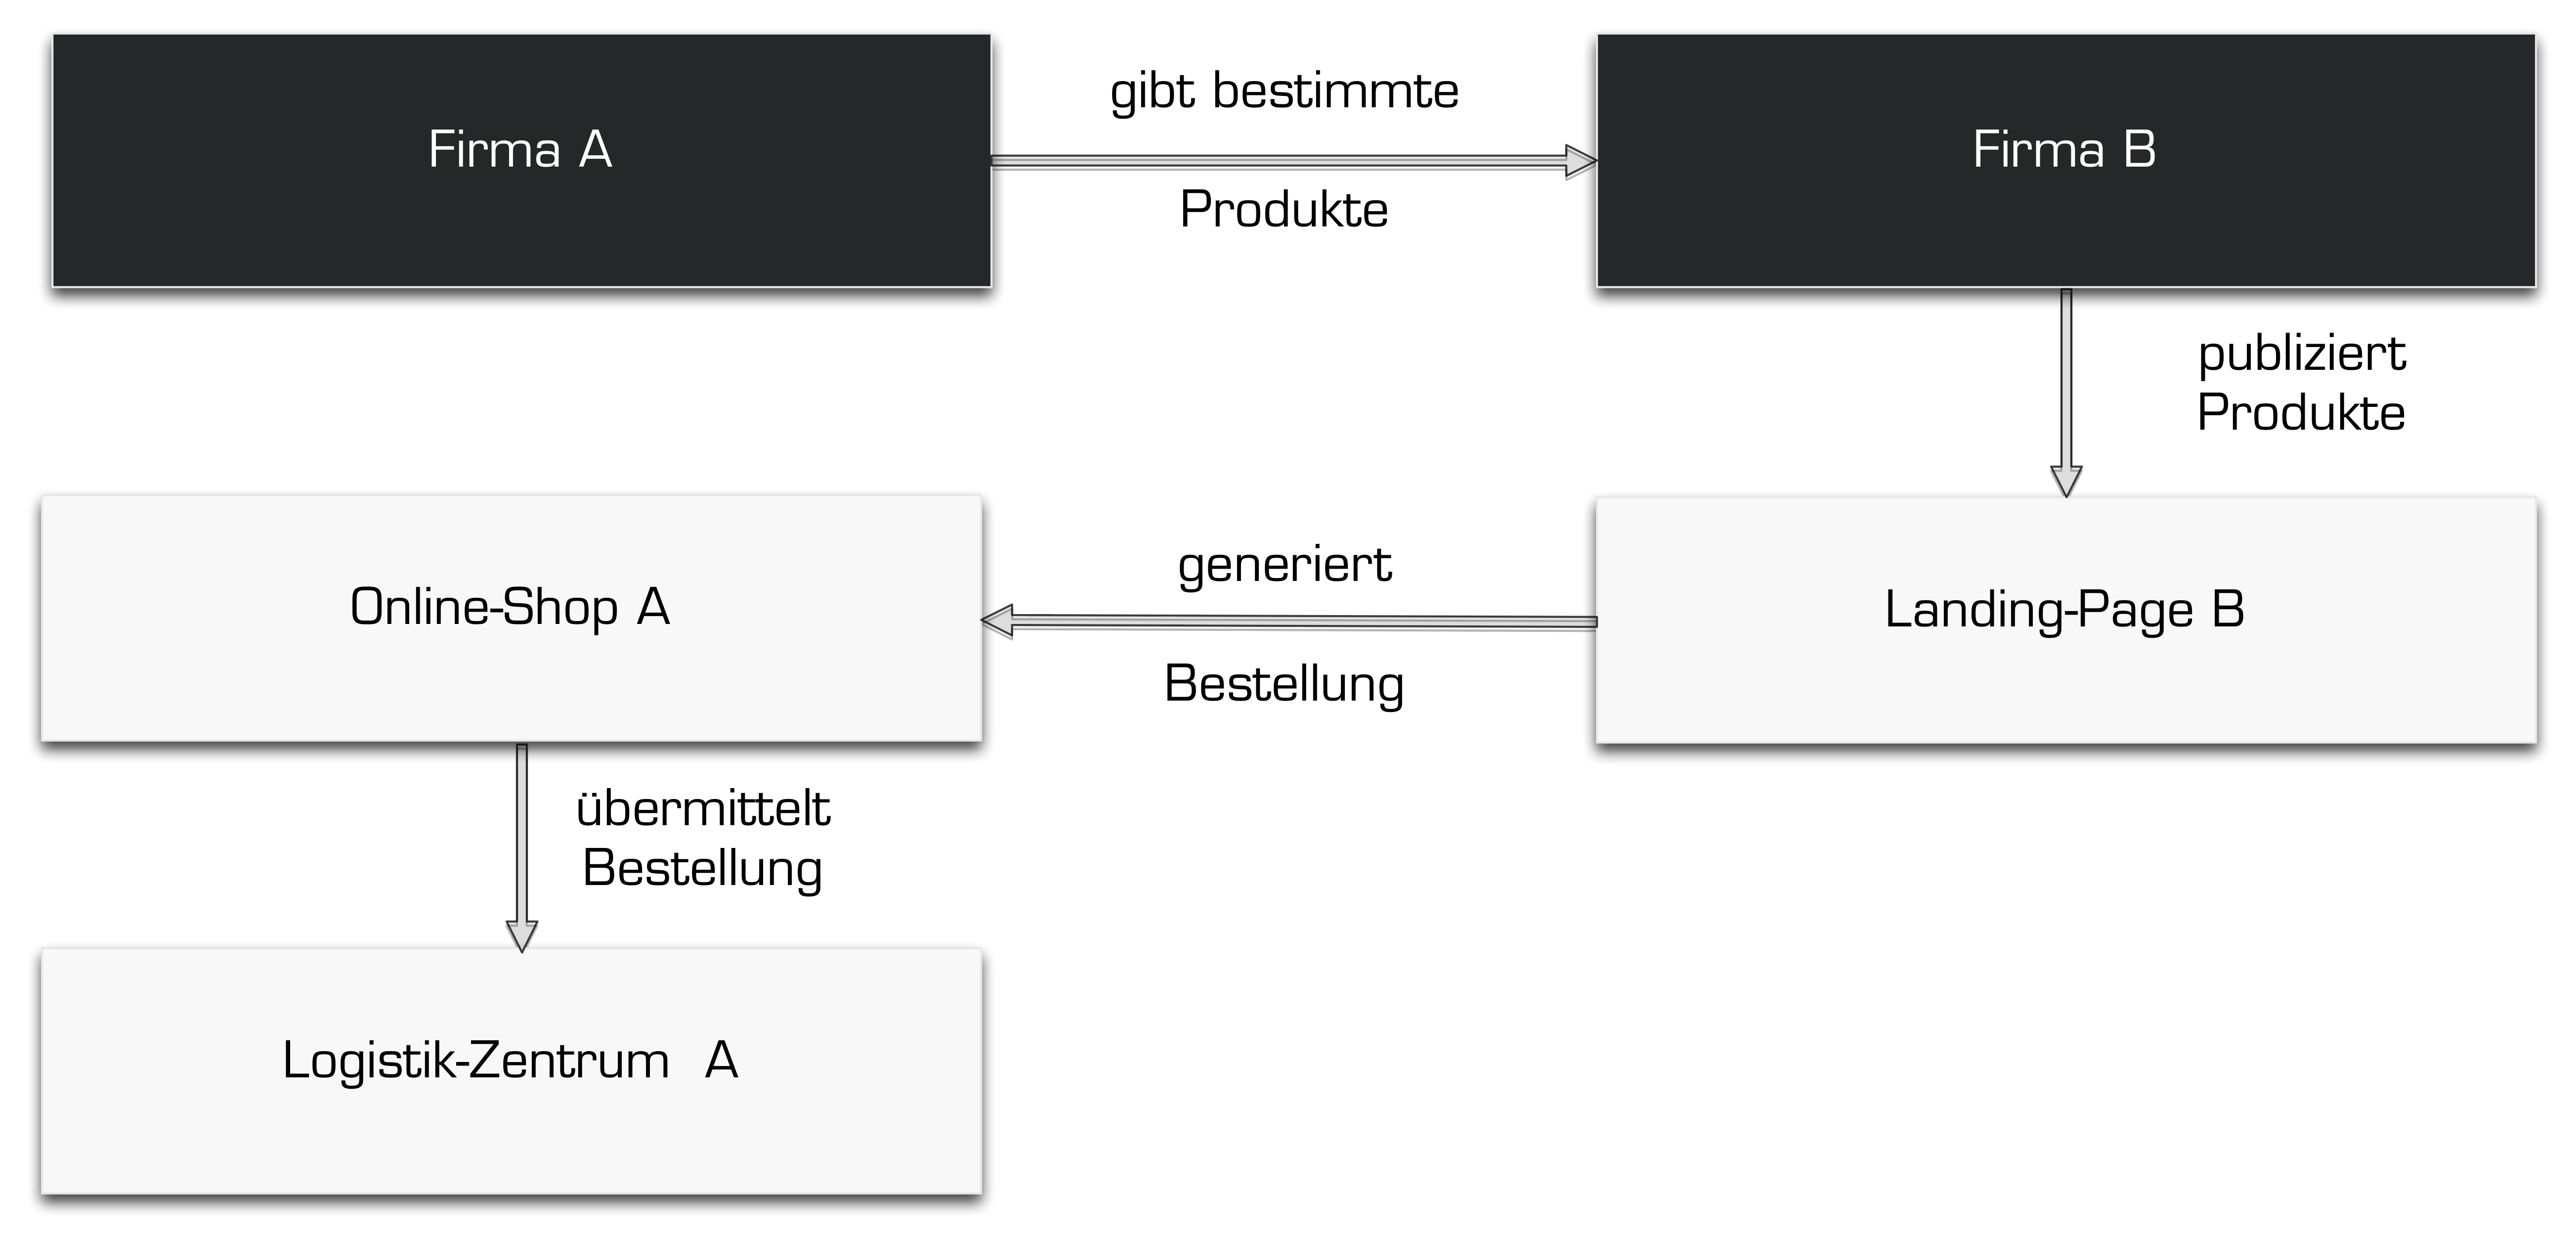 Firma A
gibt bestimmte
Produkte
Firma B
publiziert
Produkte
Online-Shop A
generiert
Bestellung
Landing-Page B
übermittelt
Bestellung
Logistik-Zentrum  A